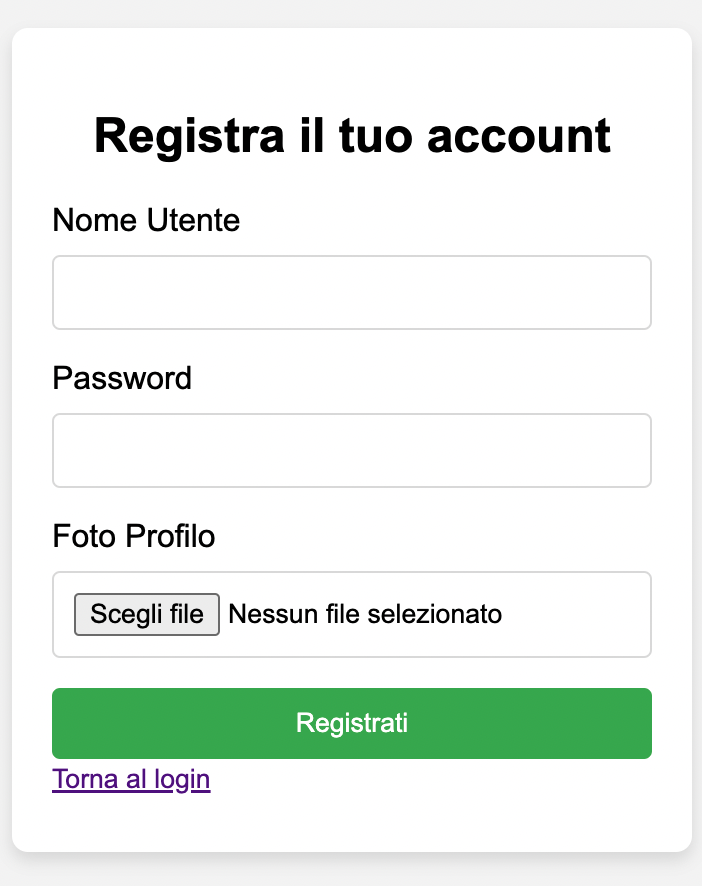 Registra il tuo account
Nome Utente
Password
Foto Profilo
Scegli file Nessun file selezionato
Registrati
Torna al login